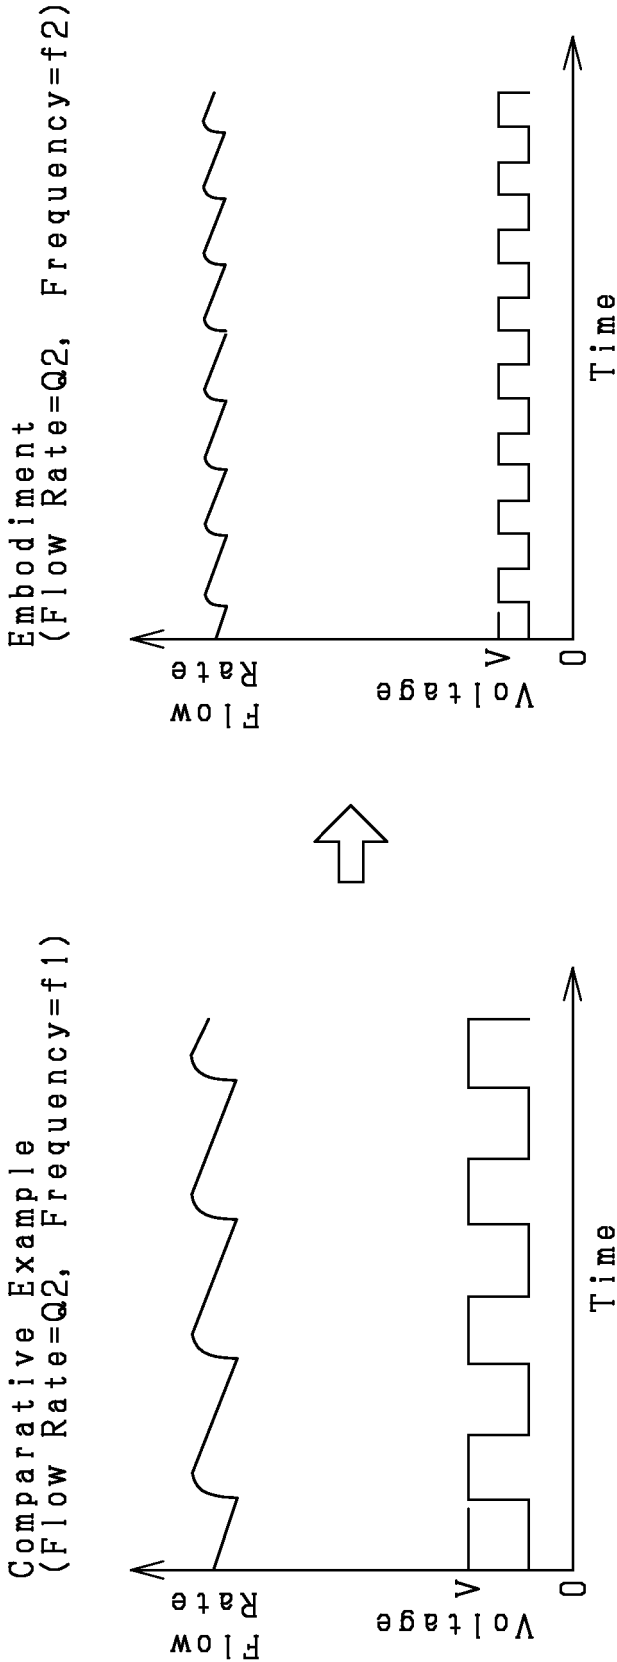 Comparative Example
(Flow Rate=Q2, Frequency=f1)
Flow
Rate
Voltage
V
0
Time
Embodiment
(Flow Rate=Q2, Frequency=f2)
Flow
Rate
Voltage
V
0
Time